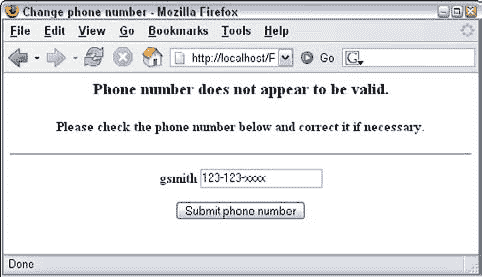 Change phone number - Mozilla Firefox
File Edit View Go Bookmarks Tools Help
http://localhost/F Go G
Phone number does not appear to be valid.
Please check the phone number below and correct it if necessary.
gsmith 123-123-xxxx
Submit phone number
Done